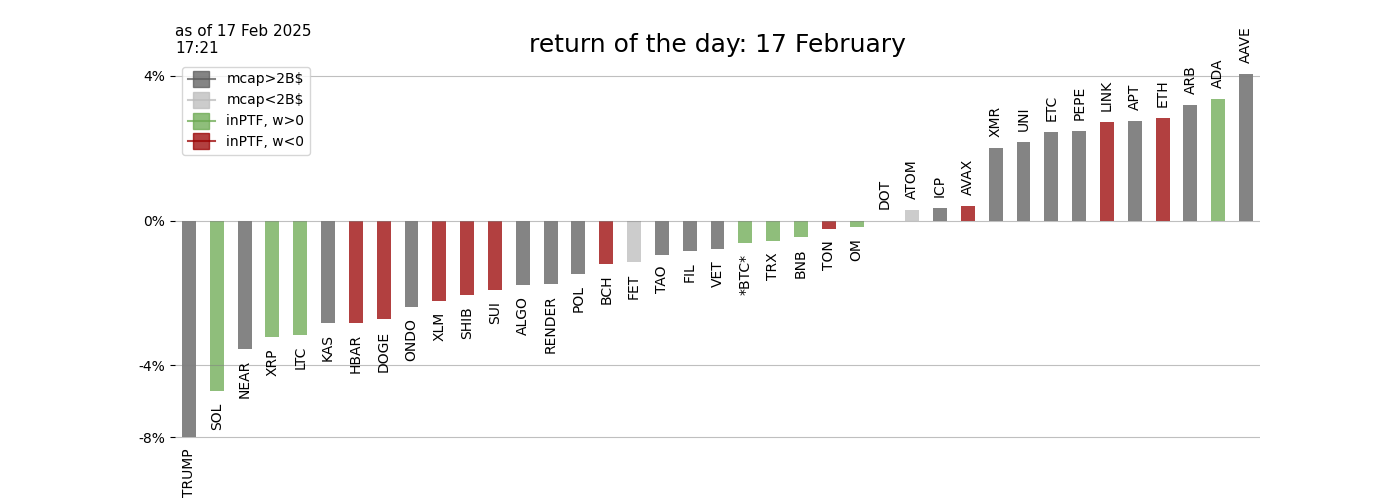 as of 17 Feb 2025
17:21
return of the day: 17 February
mcap>2B$
mcap<2B$
inPTF, w>0
inPTF, w<0
4%
0%
-4%
-8%
TRUMP
SOL
NEAR
XRP
LTC
KAS
HBAR
DOGE
ONDO
XLM
SHIB
SUI
ALGO
RENDER
POL
BCH
FET
TAO
FIL
VET
*BTC*
TRX
BNB
TON
OM
DOT
ATOM
ICP
AVAX
XMR
UNI
ETC
PEPE
LINK
APT
ETH
ARB
ADA
AAVE